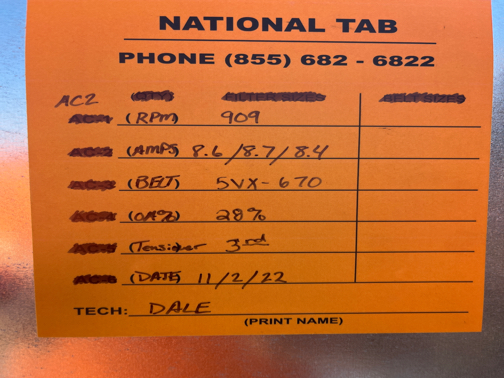 NATIONAL TAB
PHONE (855) 682 - 6822
AC2
(RPM) 909
(AMPS) 8.6/8.7/8.4
(BELT) 5VX-670
(OA%) 28%
(Tensioner 3rd
(DATE) 11/2/22
TECH: DALE
(PRINT NAME)